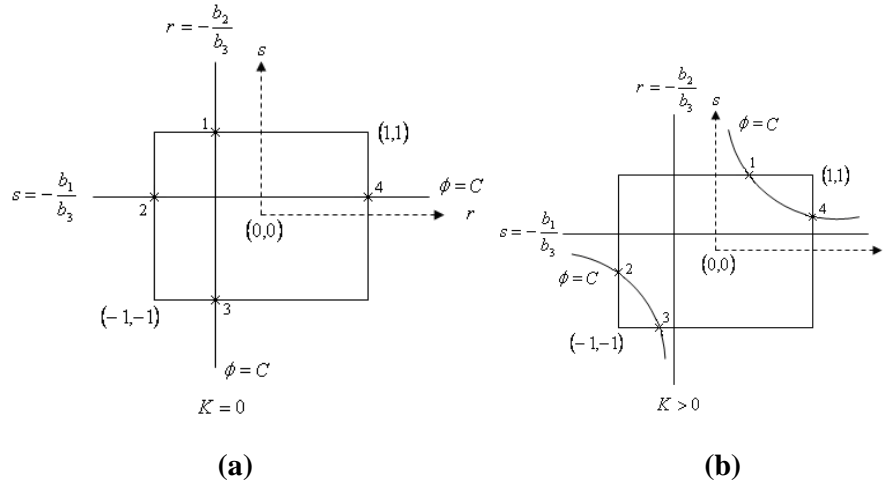 r = -b₂/b₃
s
1
(1,1)
s = -b₁/b₃
2
4
φ = C
r
(0,0)
(-1,-1)
3
φ = C
K = 0
(a)
r = -b₂/b₃
s
φ = C
1
(1,1)
4
s = -b₁/b₃
2
(0,0)
φ = C
3
(-1,-1)
K > 0
(b)